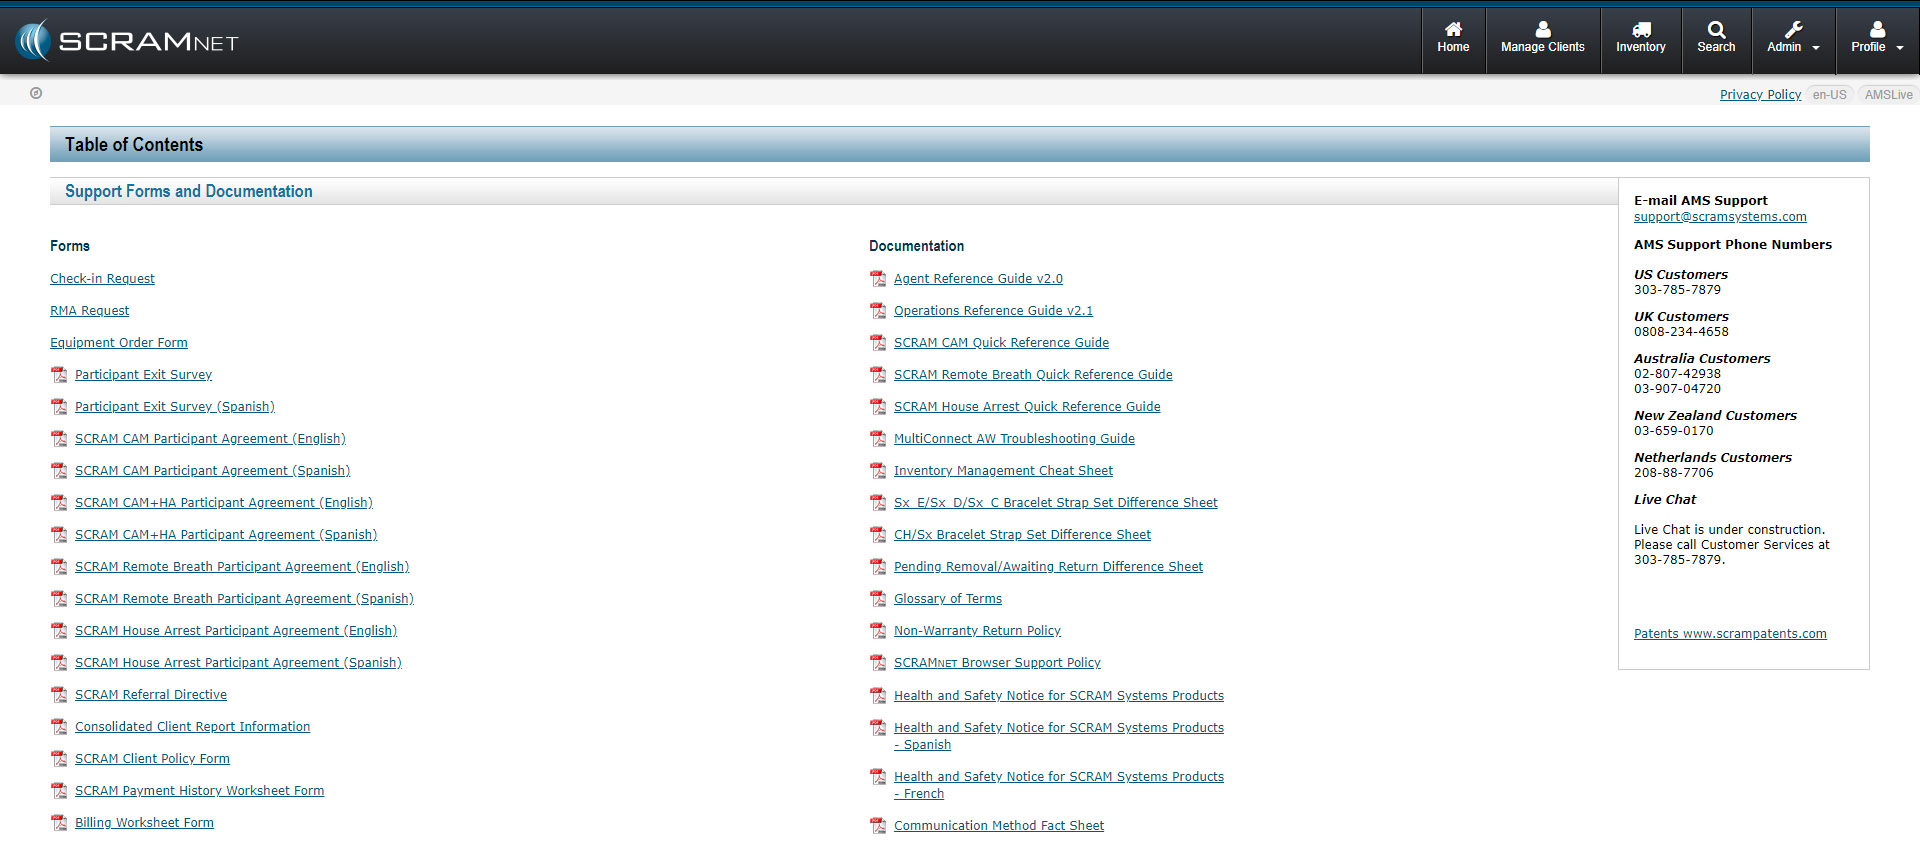 SCRAMNET
Home
Manage Clients
Inventory
Search
Admin
Profile
Privacy Policy
en-US
AMSLive
Table of Contents
Support Forms and Documentation
Forms
Check-in Request
RMA Request
Equipment Order Form
Participant Exit Survey
Participant Exit Survey (Spanish)
SCRAM CAM Participant Agreement (English)
SCRAM CAM Participant Agreement (Spanish)
SCRAM CAM+HA Participant Agreement (English)
SCRAM CAM+HA Participant Agreement (Spanish)
SCRAM Remote Breath Participant Agreement (English)
SCRAM Remote Breath Participant Agreement (Spanish)
SCRAM House Arrest Participant Agreement (English)
SCRAM House Arrest Participant Agreement (Spanish)
SCRAM Referral Directive
Consolidated Client Report Information
SCRAM Client Policy Form
SCRAM Payment History Worksheet Form
Billing Worksheet Form
Documentation
Agent Reference Guide v2.0
Operations Reference Guide v2.1
SCRAM CAM Quick Reference Guide
SCRAM Remote Breath Quick Reference Guide
SCRAM House Arrest Quick Reference Guide
MultiConnect AW Troubleshooting Guide
Inventory Management Cheat Sheet
Sx_E/Sx_D/Sx_C Bracelet Strap Set Difference Sheet
CH/Sx Bracelet Strap Set Difference Sheet
Pending Removal/Awaiting Return Difference Sheet
Glossary of Terms
Non-Warranty Return Policy
SCRAMNET Browser Support Policy
Health and Safety Notice for SCRAM Systems Products
Health and Safety Notice for SCRAM Systems Products
- Spanish
Health and Safety Notice for SCRAM Systems Products
- French
Communication Method Fact Sheet
E-mail AMS Support
support@scramsystems.com
AMS Support Phone Numbers
US Customers
303-785-7879
UK Customers
0808-234-4658
Australia Customers
02-807-42938
03-907-04720
New Zealand Customers
03-659-0170
Netherlands Customers
208-88-7706
Live Chat
Live Chat is under construction.
Please call Customer Services at
303-785-7879.
Patents www.scrampatents.com